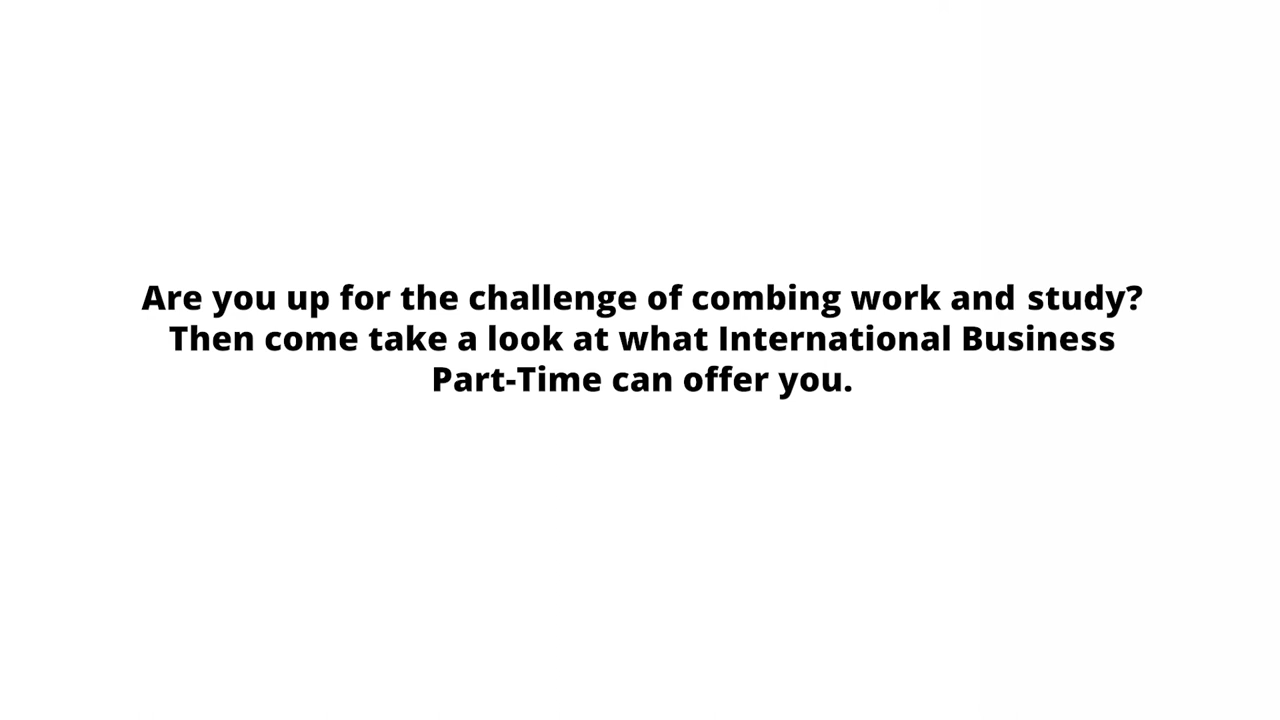 Are you up for the challenge of combing work and study?
Then come take a look at what International Business
Part-Time can offer you.